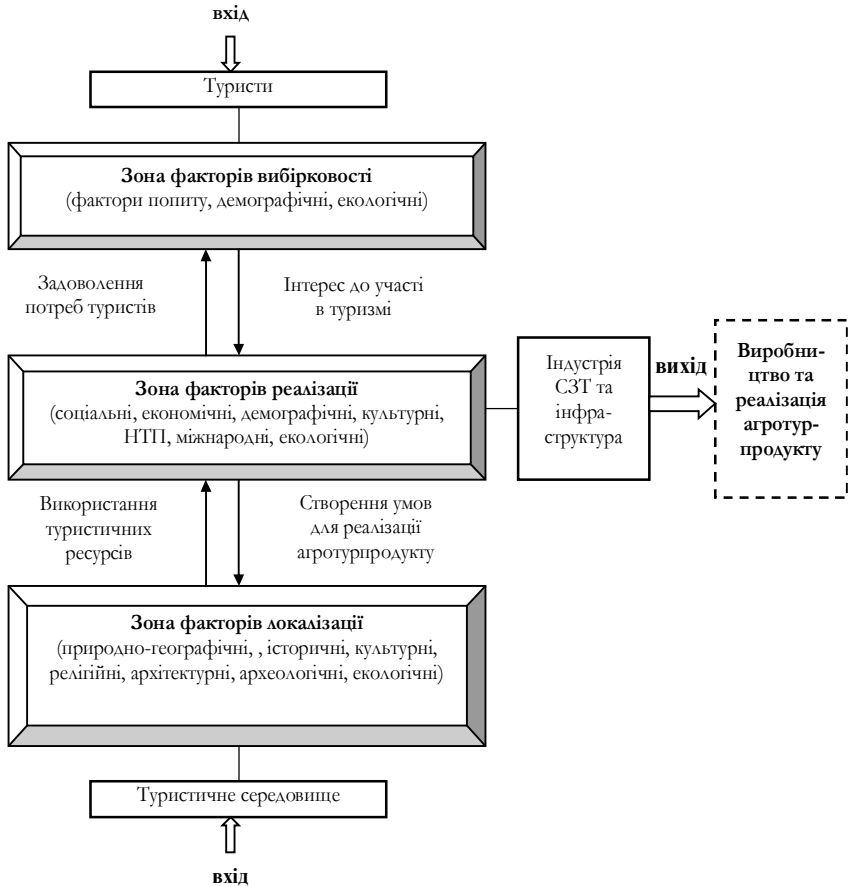 вхід
Туристи
Зона факторів вибірковості
(фактори попиту, демографічні, екологічні)
Задоволення
потреб туристів
Інтерес до участі
в туризмі
Зона факторів реалізації
(соціальні, економічні, демографічні, культурні,
НТП, міжнародні, екологічні)
Індустрія
СЗТ та
інфра-
структура
вихід
Виробни-
цтво та
реалізація
агротур-
продукту
Використання
туристичних
ресурсів
Створення умов
для реалізації
агротурпродукту
Зона факторів локалізації
(природно-географічні, , історичні, культурні,
релігійні, архітектурні, археологічні, екологічні)
Туристичне середовище
вхід